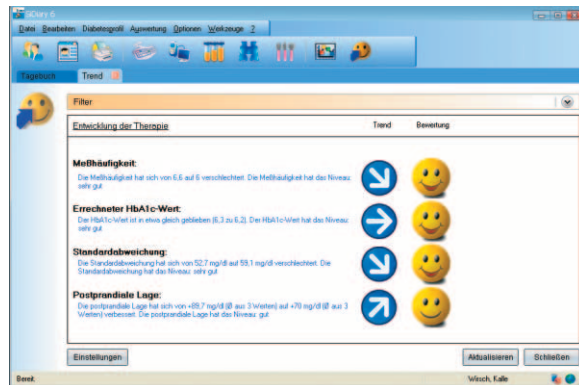 GDiary 6
Datei Bearbeiten Diabetesprofil Auswertung Optionen Werkzeuge ?
Tagebuch Trend
Filter
Entwicklung der Therapie Trend Bewertung
Meßhäufigkeit:
Die Meßhäufigkeit hat sich von 6,6 auf 6 verschlechtert. Die Meßhäufigkeit hat das Niveau:
sehr gut
Errechneter HbA1c-Wert:
Der HbA1c-Wert ist in etwa gleich geblieben (6,3 zu 6,2). Der HbA1c-Wert hat das Niveau:
sehr gut
Standardabweichung:
Die Standardabweichung hat sich von 52,7 mg/dl auf 59,1 mg/dl verschlechtert. Die
Standardabweichung hat das Niveau: sehr gut
Postprandiale Lage:
Die postprandiale Lage hat sich von +89,7 mg/dl (Ø aus 3 Werten) auf +70 mg/dl (Ø aus 3
Werten) verbessert. Die postprandiale Lage hat das Niveau: gut
Einstellungen Aktualisieren Schließen
Bereit Wirsch, Kalle